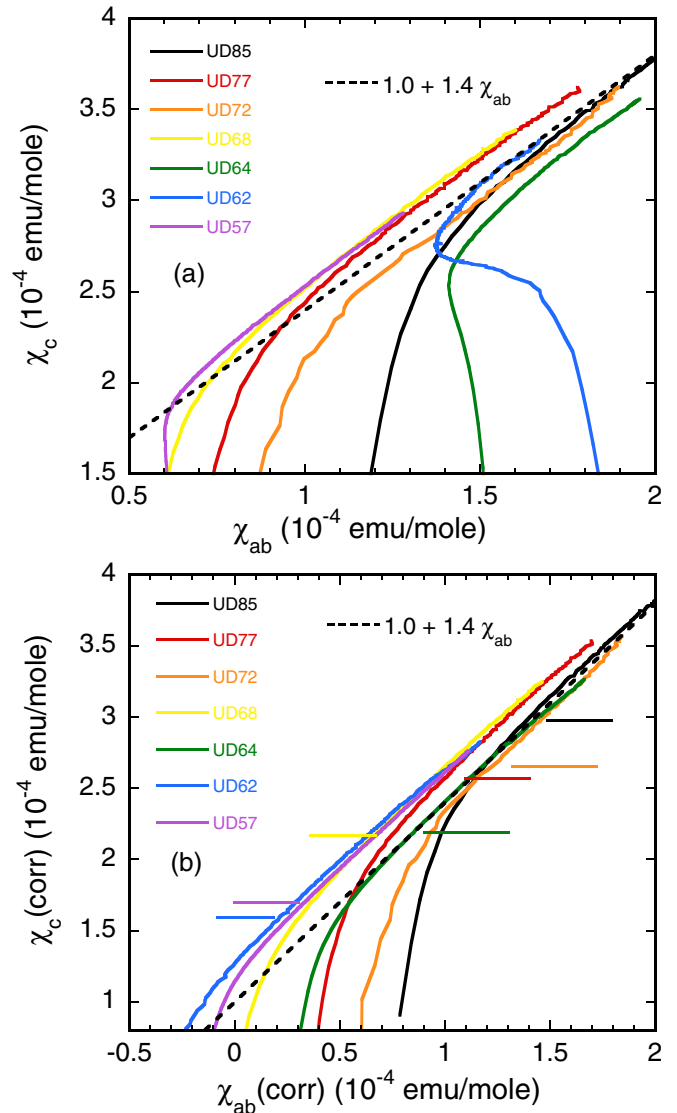 4
3.5
3
2.5
2
1.5
χc (10-4 emu/mole)
UD85
UD77
UD72
UD68
UD64
UD62
UD57
1.0 + 1.4 χab
(a)
0.5 1 1.5 2
χab (10-4 emu/mole)
4
3.5
3
2.5
2
1.5
1
χc(corr) (10-4 emu/mole)
UD85
UD77
UD72
UD68
UD64
UD62
UD57
1.0 + 1.4 χab
(b)
-0.5 0 0.5 1 1.5 2
χab(corr) (10-4 emu/mole)